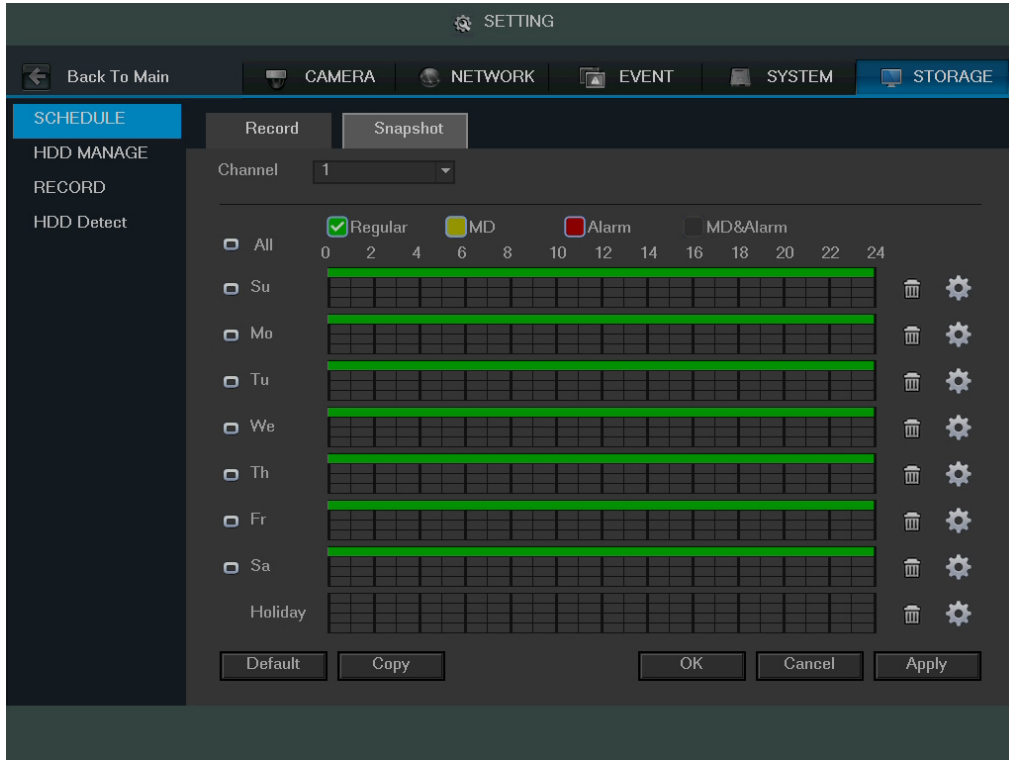 SETTING
Back To Main CAMERA NETWORK EVENT SYSTEM STORAGE
SCHEDULE
HDD MANAGE
RECORD
HDD Detect
Record Snapshot
Channel 1
Regular MD Alarm MD&Alarm
All
0 2 4 6 8 10 12 14 16 18 20 22 24
Su
Mo
Tu
We
Th
Fr
Sa
Holiday
Default Copy OK Cancel Apply